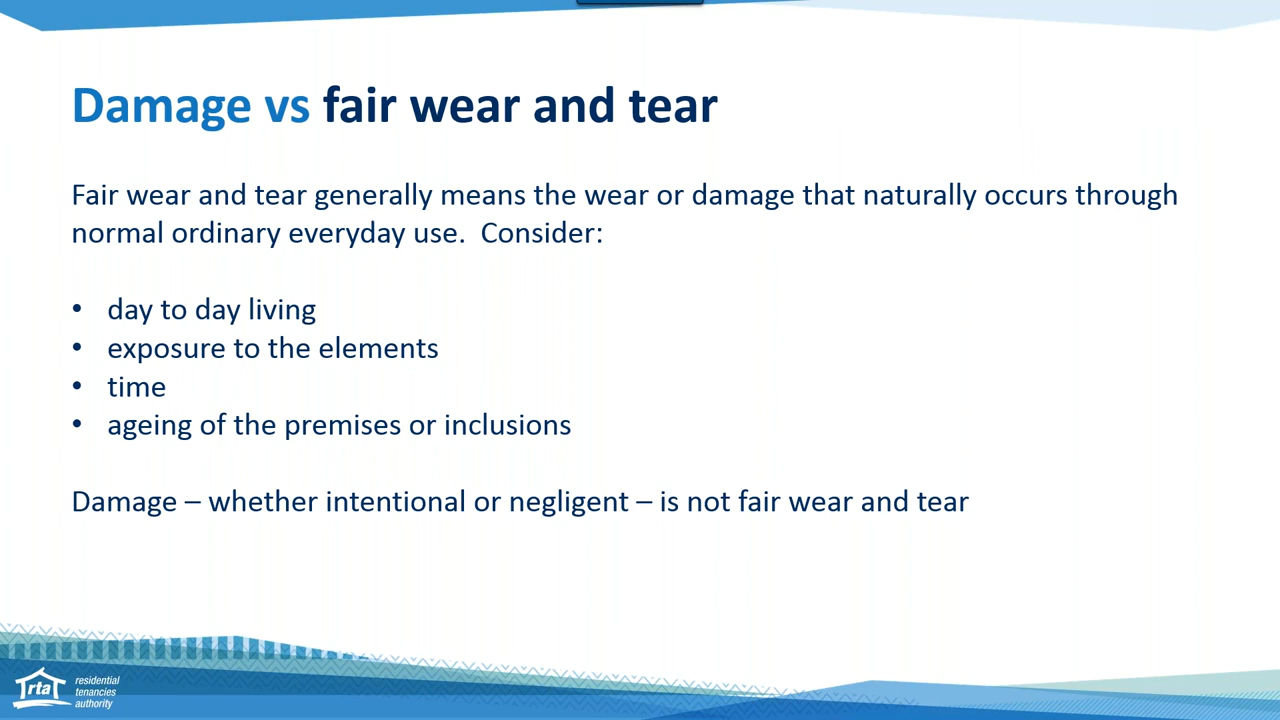 Damage vs fair wear and tear
Fair wear and tear generally means the wear or damage that naturally occurs through
normal ordinary everyday use.  Consider:
• day to day living
• exposure to the elements
• time
• ageing of the premises or inclusions
Damage – whether intentional or negligent – is not fair wear and tear
rta
residential
tenancies
authority